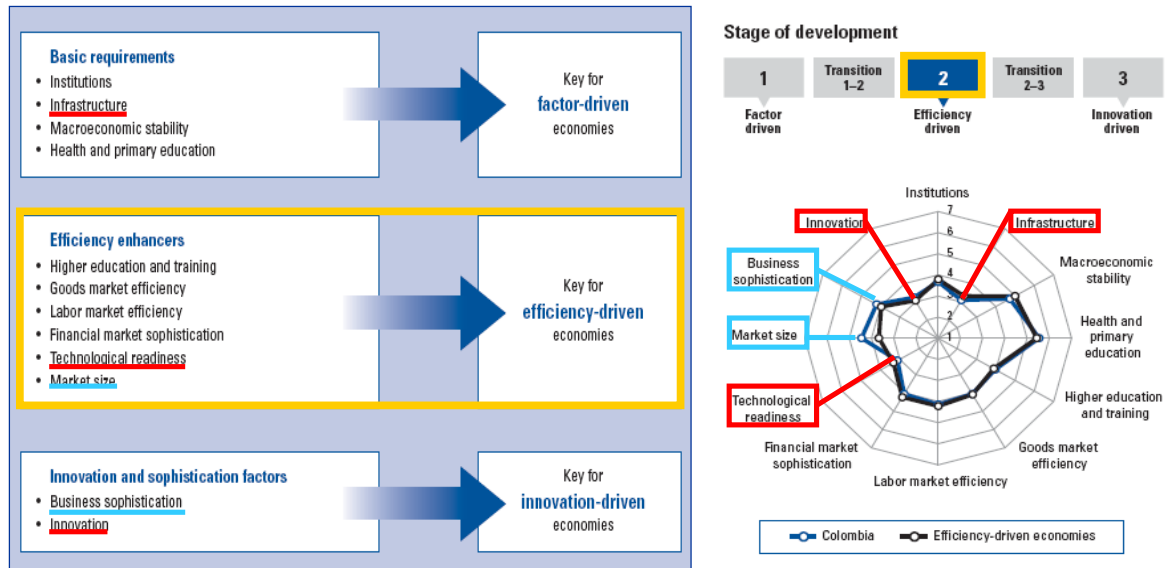 Basic requirements
• Institutions
• Infrastructure
• Macroeconomic stability
• Health and primary education
Key for
factor-driven
economies
Efficiency enhancers
• Higher education and training
• Goods market efficiency
• Labor market efficiency
• Financial market sophistication
• Technological readiness
• Market size
Key for
efficiency-driven
economies
Innovation and sophistication factors
• Business sophistication
• Innovation
Key for
innovation-driven
economies
Stage of development
1
Transition
1–2
2
Transition
2–3
3
Factor
driven
Efficiency
driven
Innovation
driven
Institutions
Infrastructure
Macroeconomic
stability
Health and
primary
education
Higher education
and training
Goods market
efficiency
Labor market efficiency
Financial market
sophistication
Technological
readiness
Market size
Business
sophistication
Innovation
7
6
5
4
3
2
1
Colombia
Efficiency-driven economies